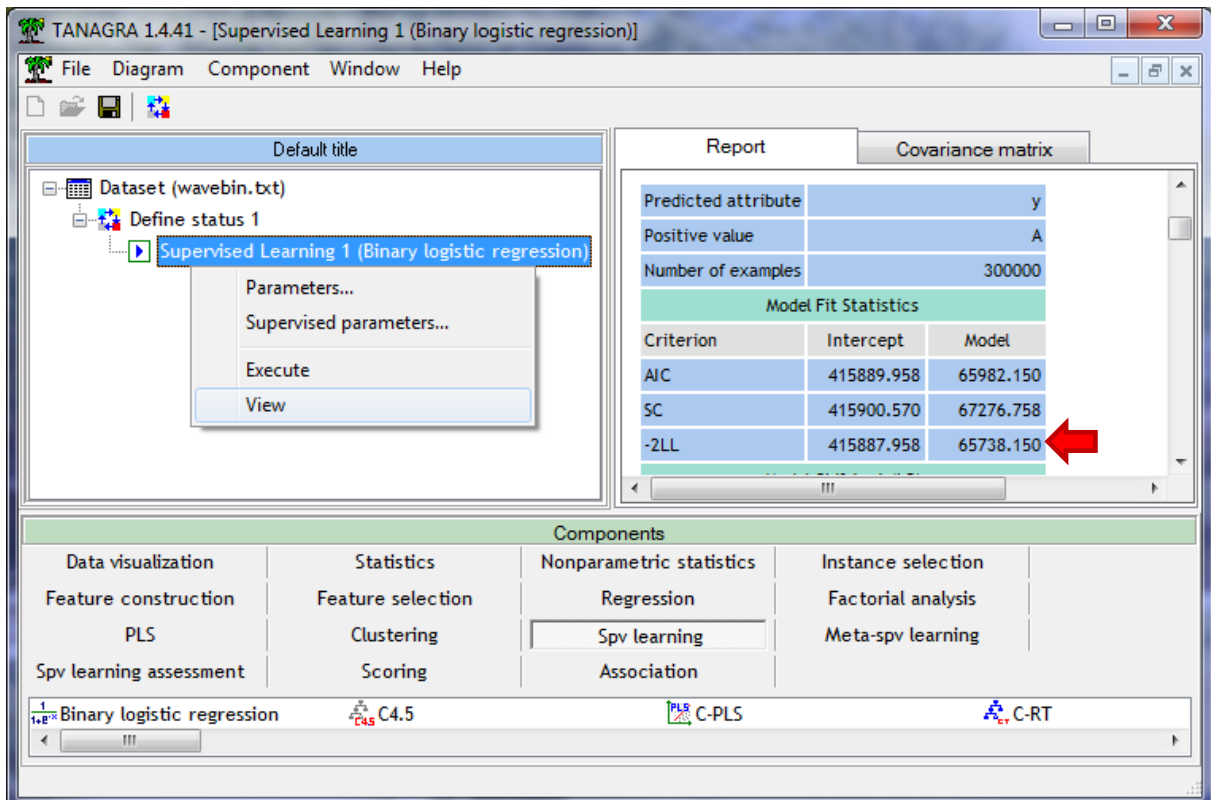 TANAGRA 1.4.41 - [Supervised Learning 1 (Binary logistic regression)]
File Diagram Component Window Help
Default title
Dataset (wavebin.txt)
Define status 1
Supervised Learning 1 (Binary logistic regression)
Parameters...
Supervised parameters...
Execute
View
Report Covariance matrix
Predicted attribute y
Positive value A
Number of examples 300000
Model Fit Statistics
Criterion Intercept Model
AIC 415889.958 65982.150
SC 415900.570 67276.758
-2LL 415887.958 65738.150
Components
Data visualization Statistics Nonparametric statistics Instance selection
Feature construction Feature selection Regression Factorial analysis
PLS Clustering Spv learning Meta-spv learning
Spv learning assessment Scoring Association
Binary logistic regression C4.5 C-PLS C-RT